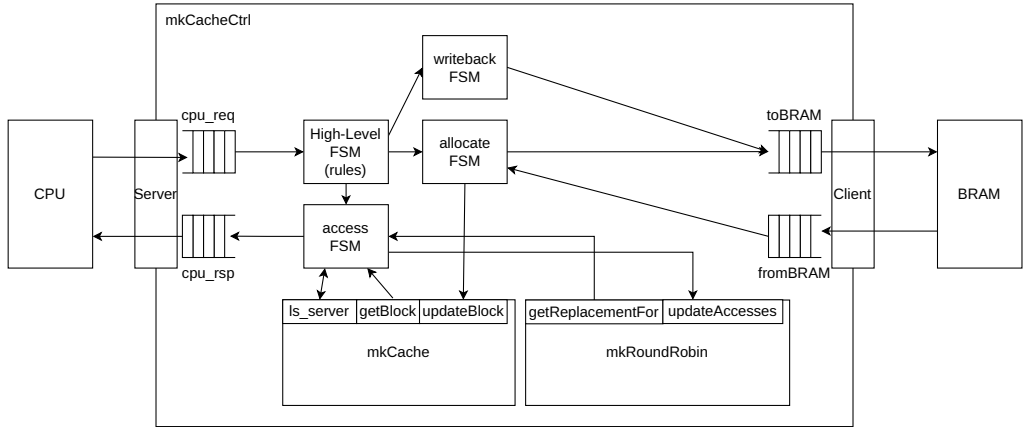 mkCacheCtrl
writeback
FSM
cpu_req
toBRAM
High-Level
FSM
(rules)
allocate
FSM
CPU
Server
Client
BRAM
access
FSM
cpu_rsp
fromBRAM
ls_server
getBlock
updateBlock
getReplacementFor
updateAccesses
mkCache
mkRoundRobin